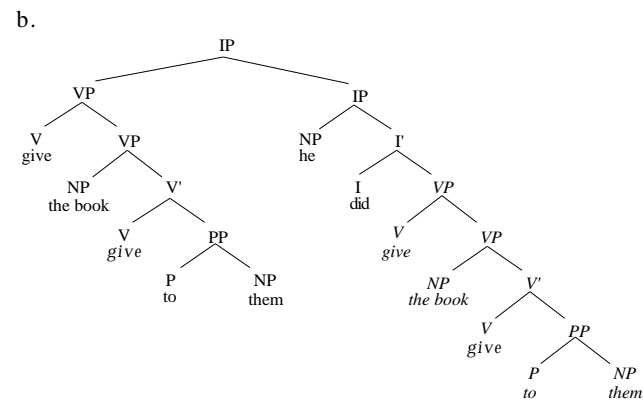 b.
IP
VP IP
V VP NP I'
give he
NP V' I VP
the book did
V PP V VP
give give
P NP NP V'
to them the book
V PP
give
P NP
to them